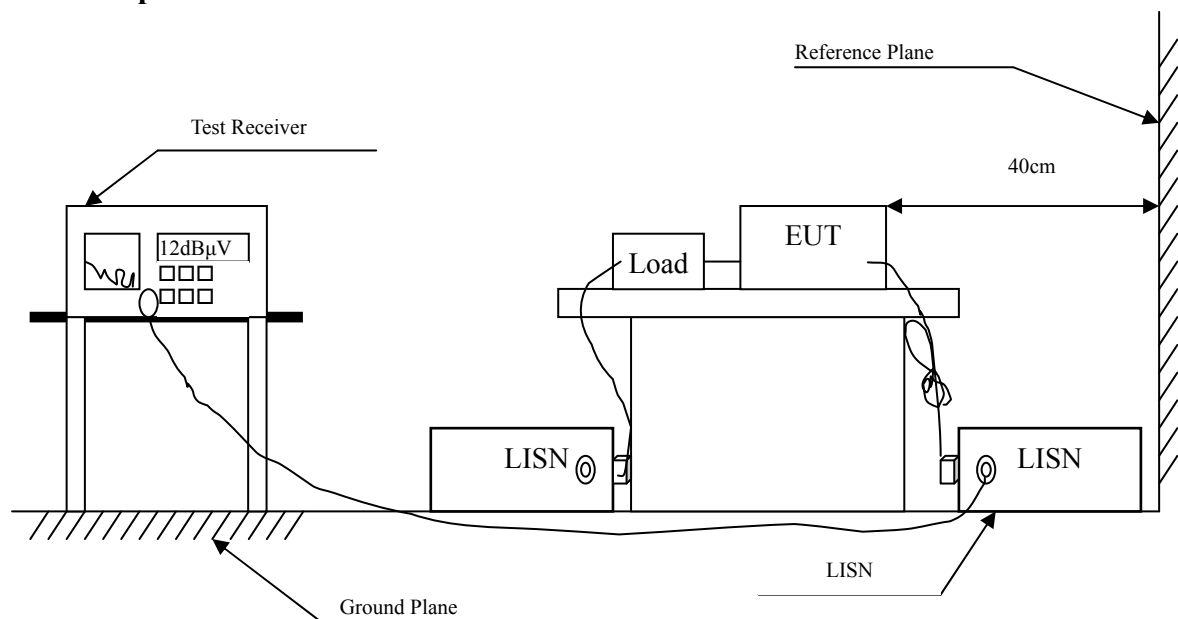 Reference Plane
Test Receiver
40cm
12dBμV
EUT
Load
LISN
LISN
LISN
Ground Plane